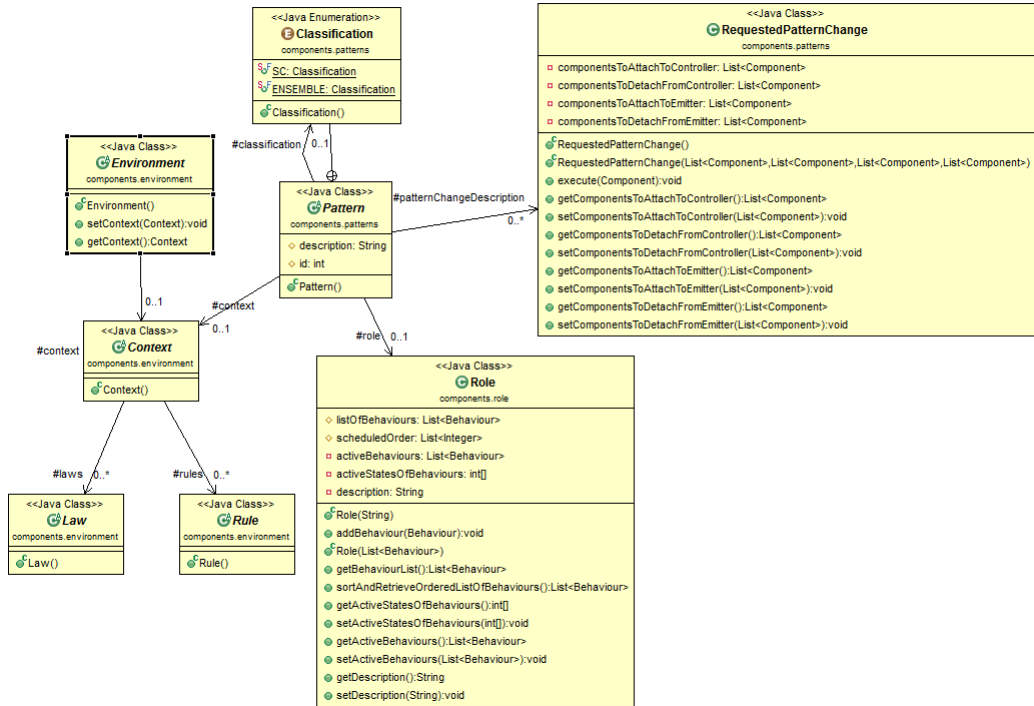 <<Java Enumeration>>
Classification
components.patterns
SC: Classification
ENSEMBLE: Classification
Classification()
<<Java Class>>
RequestedPatternChange
components.patterns
componentsToAttachToController: List<Component>
componentsToDetachFromController: List<Component>
componentsToAttachToEmitter: List<Component>
componentsToDetachFromEmitter: List<Component>
RequestedPatternChange()
RequestedPatternChange(List<Component>,List<Component>,List<Component>,List<Component>)
execute(Component):void
getComponentsToAttachToController():List<Component>
setComponentsToAttachToController(List<Component>):void
getComponentsToDetachFromController():List<Component>
setComponentsToDetachFromController(List<Component>):void
getComponentsToAttachToEmitter():List<Component>
setComponentsToAttachToEmitter(List<Component>):void
getComponentsToDetachFromEmitter():List<Component>
setComponentsToDetachFromEmitter(List<Component>):void
#classification
0..1
<<Java Class>>
Environment
components.environment
Environment()
setContext(Context):void
getContext():Context
<<Java Class>>
Pattern
components.patterns
description: String
id: int
Pattern()
#patternChangeDescription
0..*
0..1
#context
0..1
#context
#role
0..1
<<Java Class>>
Context
components.environment
Context()
<<Java Class>>
Role
components.role
listOfBehaviours: List<Behaviour>
scheduledOrder: List<Integer>
activeBehaviours: List<Behaviour>
activeStatesOfBehaviours: int[]
description: String
Role(String)
addBehaviour(Behaviour):void
Role(List<Behaviour>)
getBehaviourList():List<Behaviour>
sortAndRetrieveOrderedListOfBehaviours():List<Behaviour>
getActiveStatesOfBehaviours():int[]
setActiveStatesOfBehaviours(int[]):void
getActiveBehaviours():List<Behaviour>
setActiveBehaviours(List<Behaviour>):void
getDescription():String
setDescription(String):void
#laws
0..*
#rules
0..*
<<Java Class>>
Law
components.environment
Law()
<<Java Class>>
Rule
components.environment
Rule()